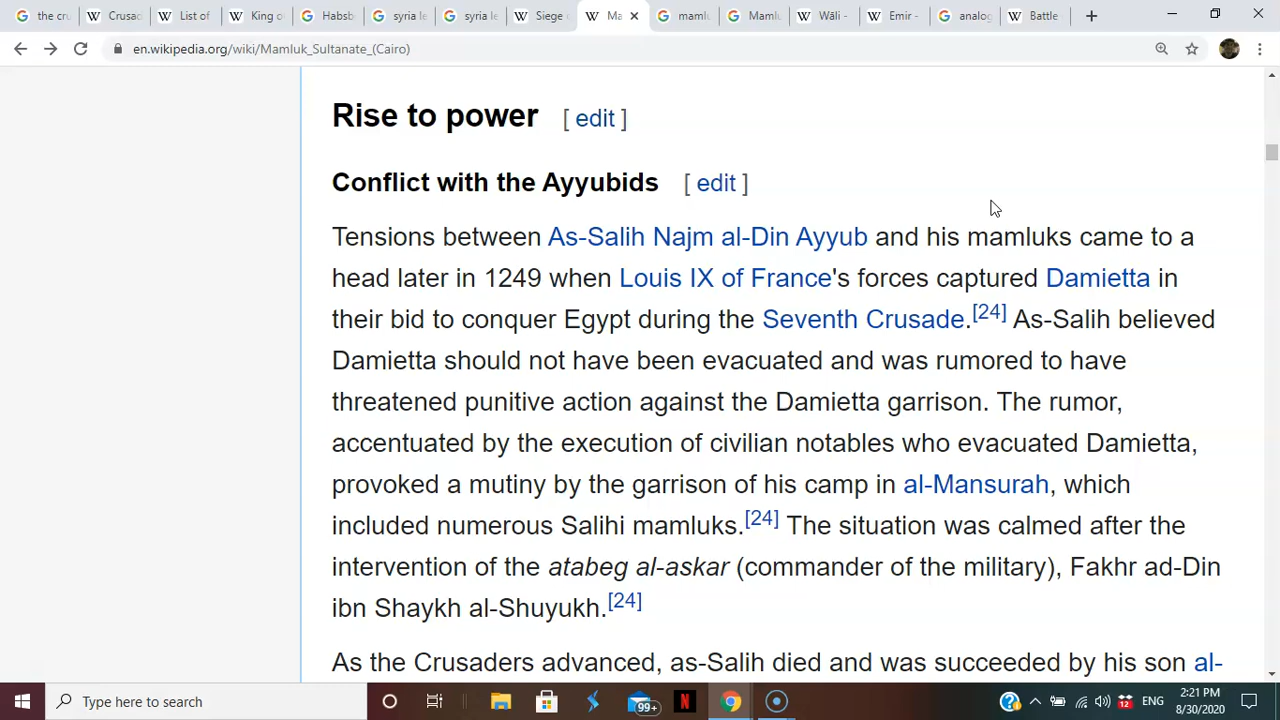 the cru
Crusac
List of
King o
Habsb
syria le
syria le
Siege
Ma
mamlu
Mamlu
Wāli -
Emir -
analog
Battle
en.wikipedia.org/wiki/Mamluk_Sultanate_(Cairo)
Rise to power [ edit ]
Conflict with the Ayyubids [ edit ]
Tensions between As-Salih Najm al-Din Ayyub and his mamluks came to a
head later in 1249 when Louis IX of France's forces captured Damietta in
their bid to conquer Egypt during the Seventh Crusade.[24] As-Salih believed
Damietta should not have been evacuated and was rumored to have
threatened punitive action against the Damietta garrison. The rumor,
accentuated by the execution of civilian notables who evacuated Damietta,
provoked a mutiny by the garrison of his camp in al-Mansurah, which
included numerous Salihi mamluks.[24] The situation was calmed after the
intervention of the atabeg al-askar (commander of the military), Fakhr ad-Din
ibn Shaykh al-Shuyukh.[24]
As the Crusaders advanced, as-Salih died and was succeeded by his son al-
Type here to search
99+
N
12
ENG
2:21 PM
8/30/2020